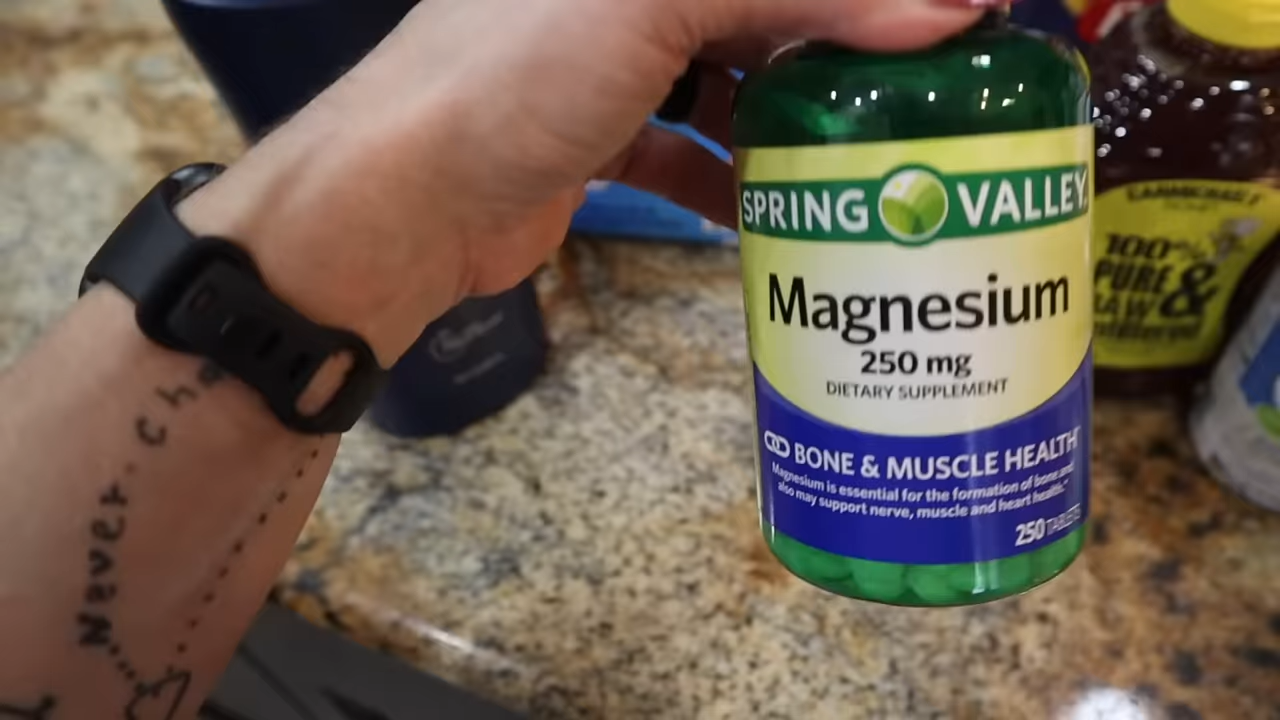 SPRING VALLEY
Magnesium
250 mg
DIETARY SUPPLEMENT
BONE & MUSCLE HEALTH
Magnesium is essential for the formation of bone and
also may support nerve, muscle and heart health.
250 TABLETS
100%
PURE &
RAW
Never